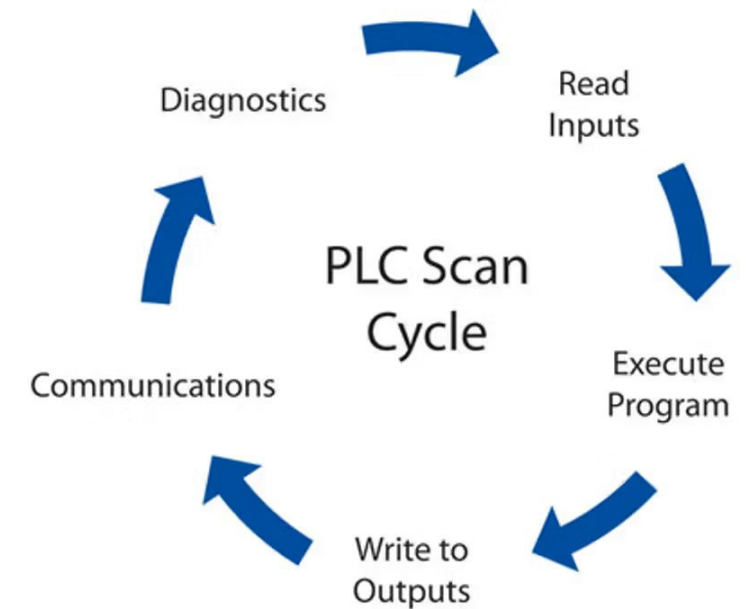 Diagnostics
Read
Inputs
PLC Scan
Cycle
Execute
Program
Communications
Write to
Outputs